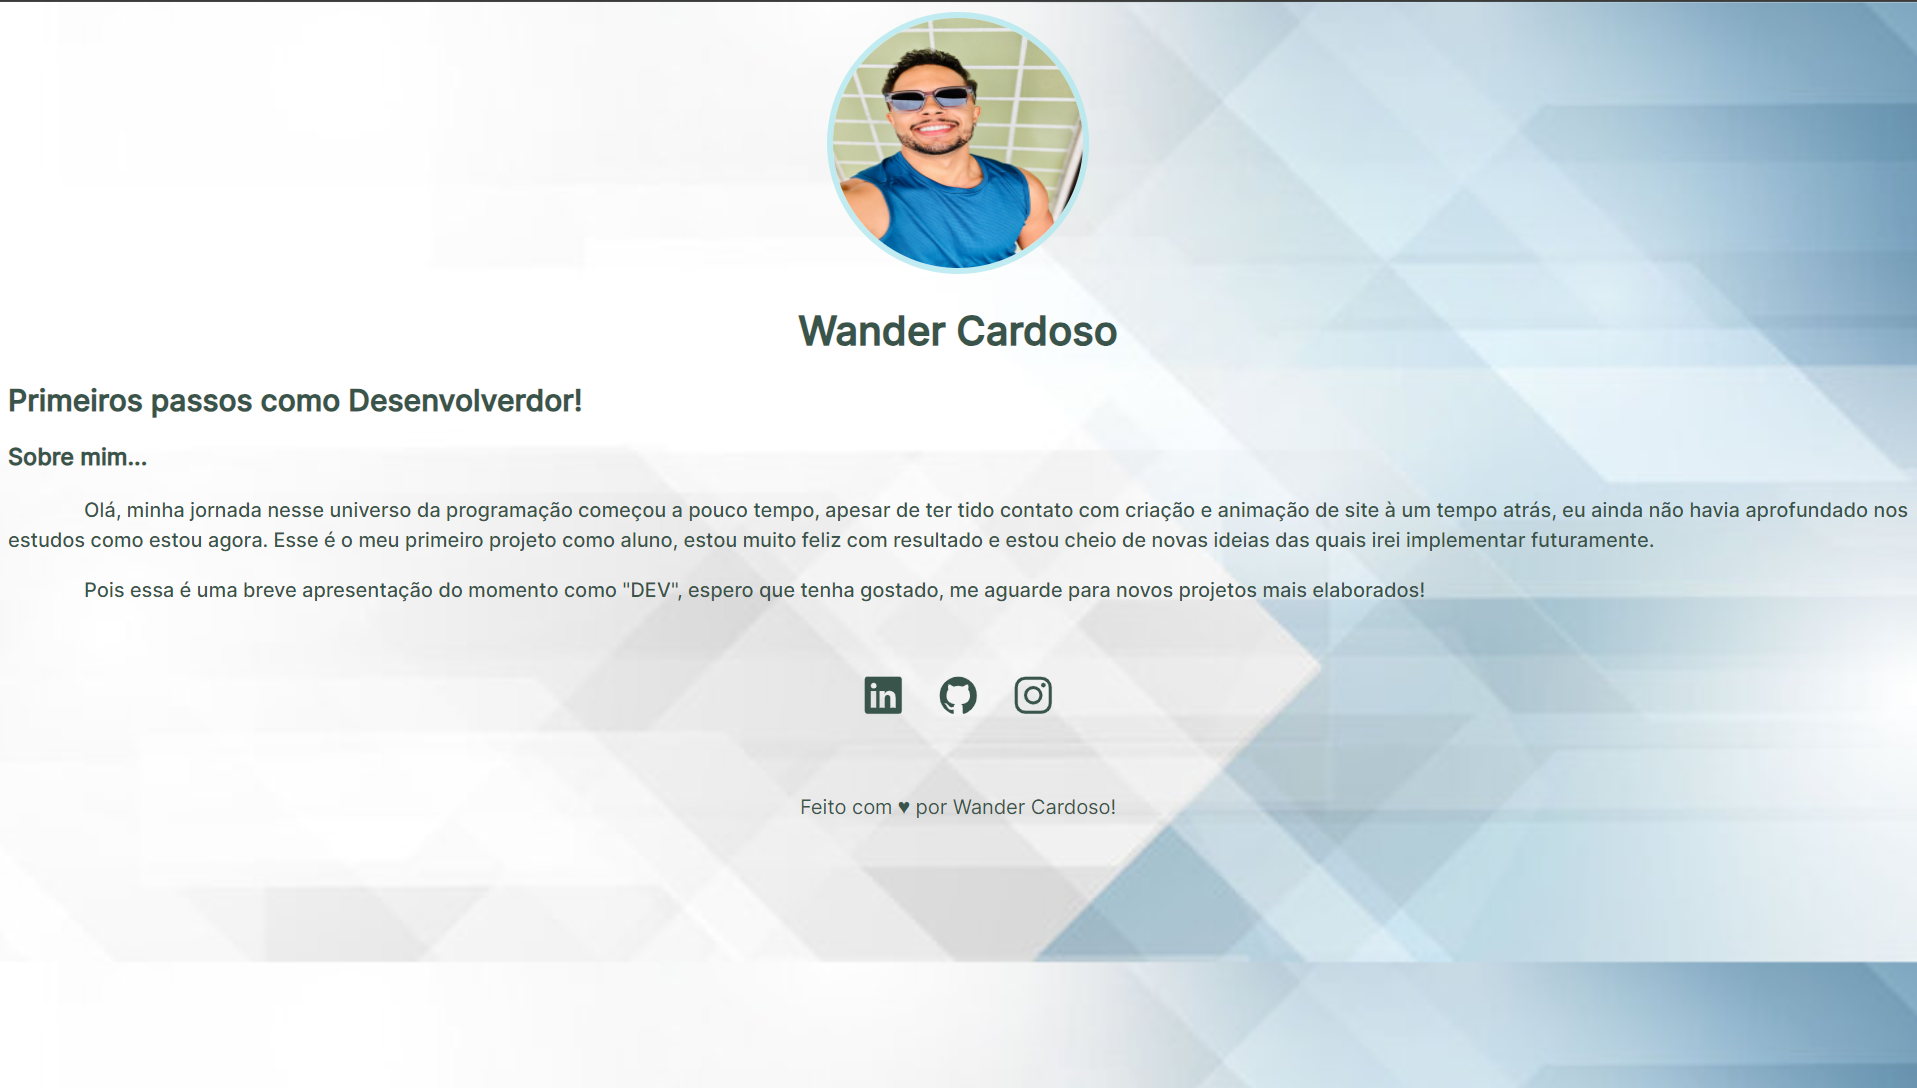 Wander Cardoso
Primeiros passos como Desenvolverdor!
Sobre mim...
Olá, minha jornada nesse universo da programação começou a pouco tempo, apesar de ter tido contato com criação e animação de site à um tempo atrás, eu ainda não havia aprofundado nos
estudos como estou agora. Esse é o meu primeiro projeto como aluno, estou muito feliz com resultado e estou cheio de novas ideias das quais irei implementar futuramente.
Pois essa é uma breve apresentação do momento como "DEV", espero que tenha gostado, me aguarde para novos projetos mais elaborados!
in
Feito com ♥ por Wander Cardoso!